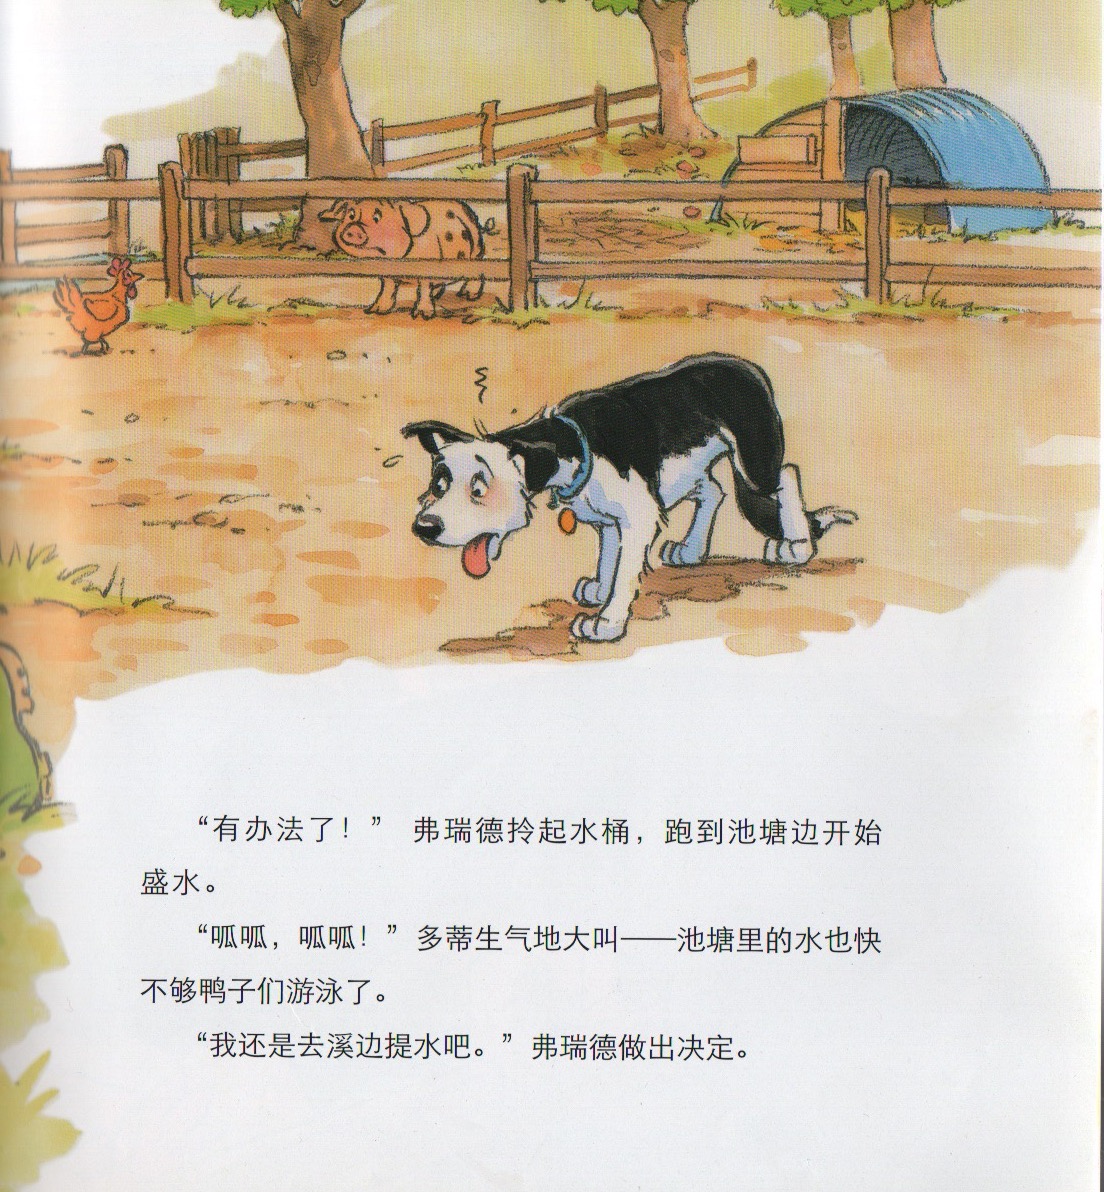 “有办法了！” 弗瑞德拎起水桶，跑到池塘边开始
盛水。
“呱呱，呱呱！” 多蒂生气地大叫——池塘里的水也快
不够鸭子们游泳了。
“我还是去溪边提水吧。” 弗瑞德做出决定。